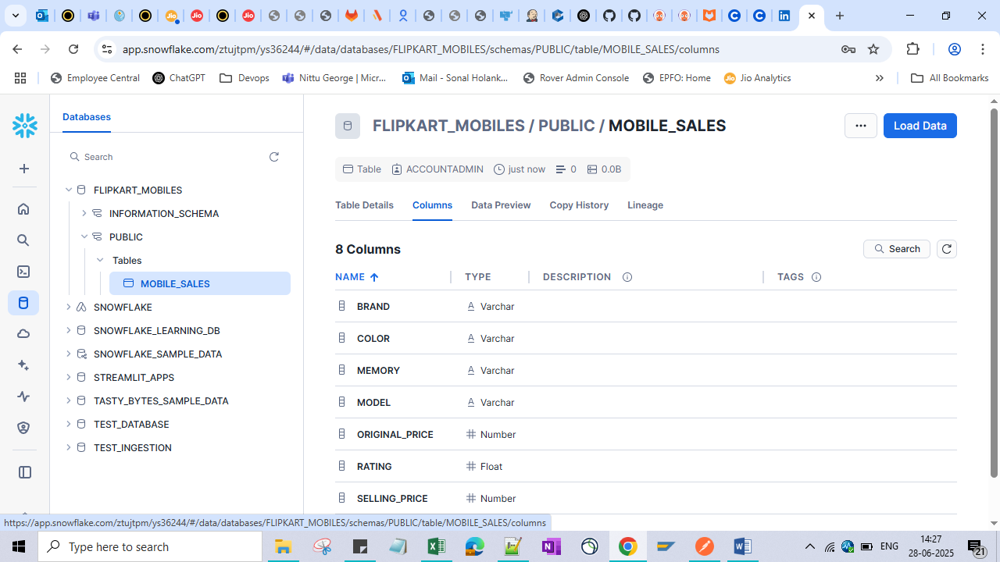 app.snowflake.com/ztujtpm/ys36244/#/data/databases/FLIPKART_MOBILES/schemas/PUBLIC/table/MOBILE_SALES/columns
Employee Central
ChatGPT
Devops
Nittu George | Micr...
Mail - Sonal Holank...
Rover Admin Console
EPFO: Home
Jio Analytics
All Bookmarks
Databases
Search
FLIPKART_MOBILES
INFORMATION_SCHEMA
PUBLIC
Tables
MOBILE_SALES
SNOWFLAKE
SNOWFLAKE_LEARNING_DB
SNOWFLAKE_SAMPLE_DATA
STREAMLIT_APPS
TASTY_BYTES_SAMPLE_DATA
TEST_DATABASE
TEST_INGESTION
FLIPKART_MOBILES / PUBLIC / MOBILE_SALES
Load Data
Table ACCOUNTADMIN just now 0 0.0B
Table Details Columns Data Preview Copy History Lineage
8 Columns
Search
NAME TYPE DESCRIPTION TAGS
BRAND Varchar
COLOR Varchar
MEMORY Varchar
MODEL Varchar
ORIGINAL_PRICE Number
RATING Float
SELLING_PRICE Number
https://app.snowflake.com/ztujtpm/ys36244/#/data/databases/FLIPKART_MOBILES/schemas/PUBLIC/table/MOBILE_SALES/columns
Type here to search
ENG
14:27
28-06-2025
21